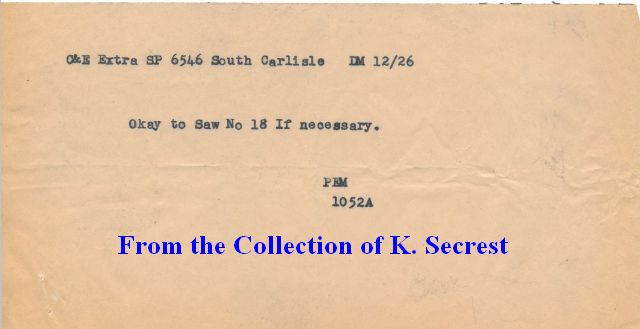 C&E Extra SP 6546 South Carlisle DM 12/26
Okay to Saw No 18 If necessary.
PEM
1052A
From the Collection of K. Secrest